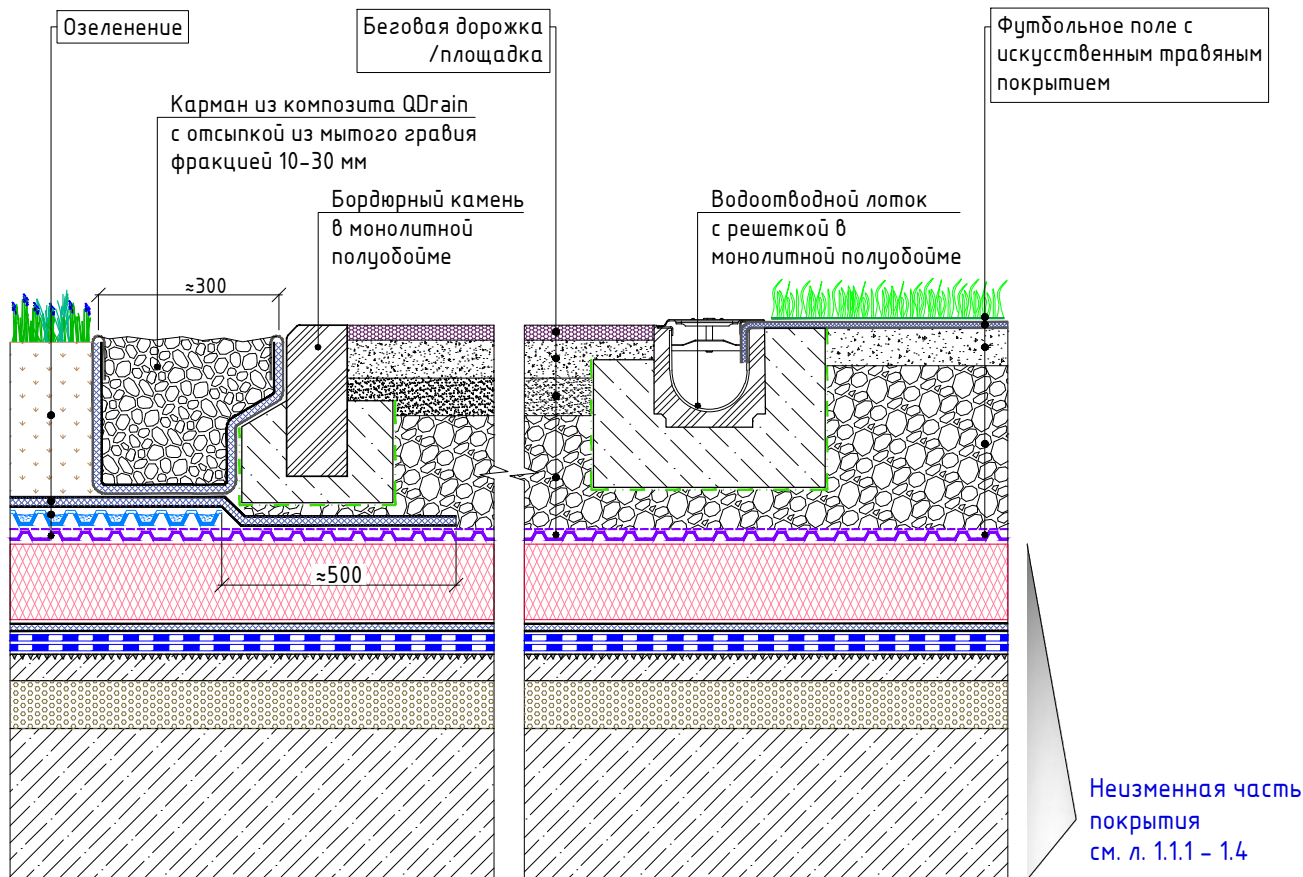 Озеленение
Беговая дорожка
/площадка
Футбольное поле с
искусственным травяным
покрытием
Карман из композита QDrain
с отсыпкой из мытого гравия
фракцией 10-30 мм
Бордюрный камень
в монолитной
полуобойме
Водоотводной лоток
с решеткой в
монолитной полуобойме
≈300
≈500
Неизменная часть
покрытия
см. л. 1.1.1 - 1.4